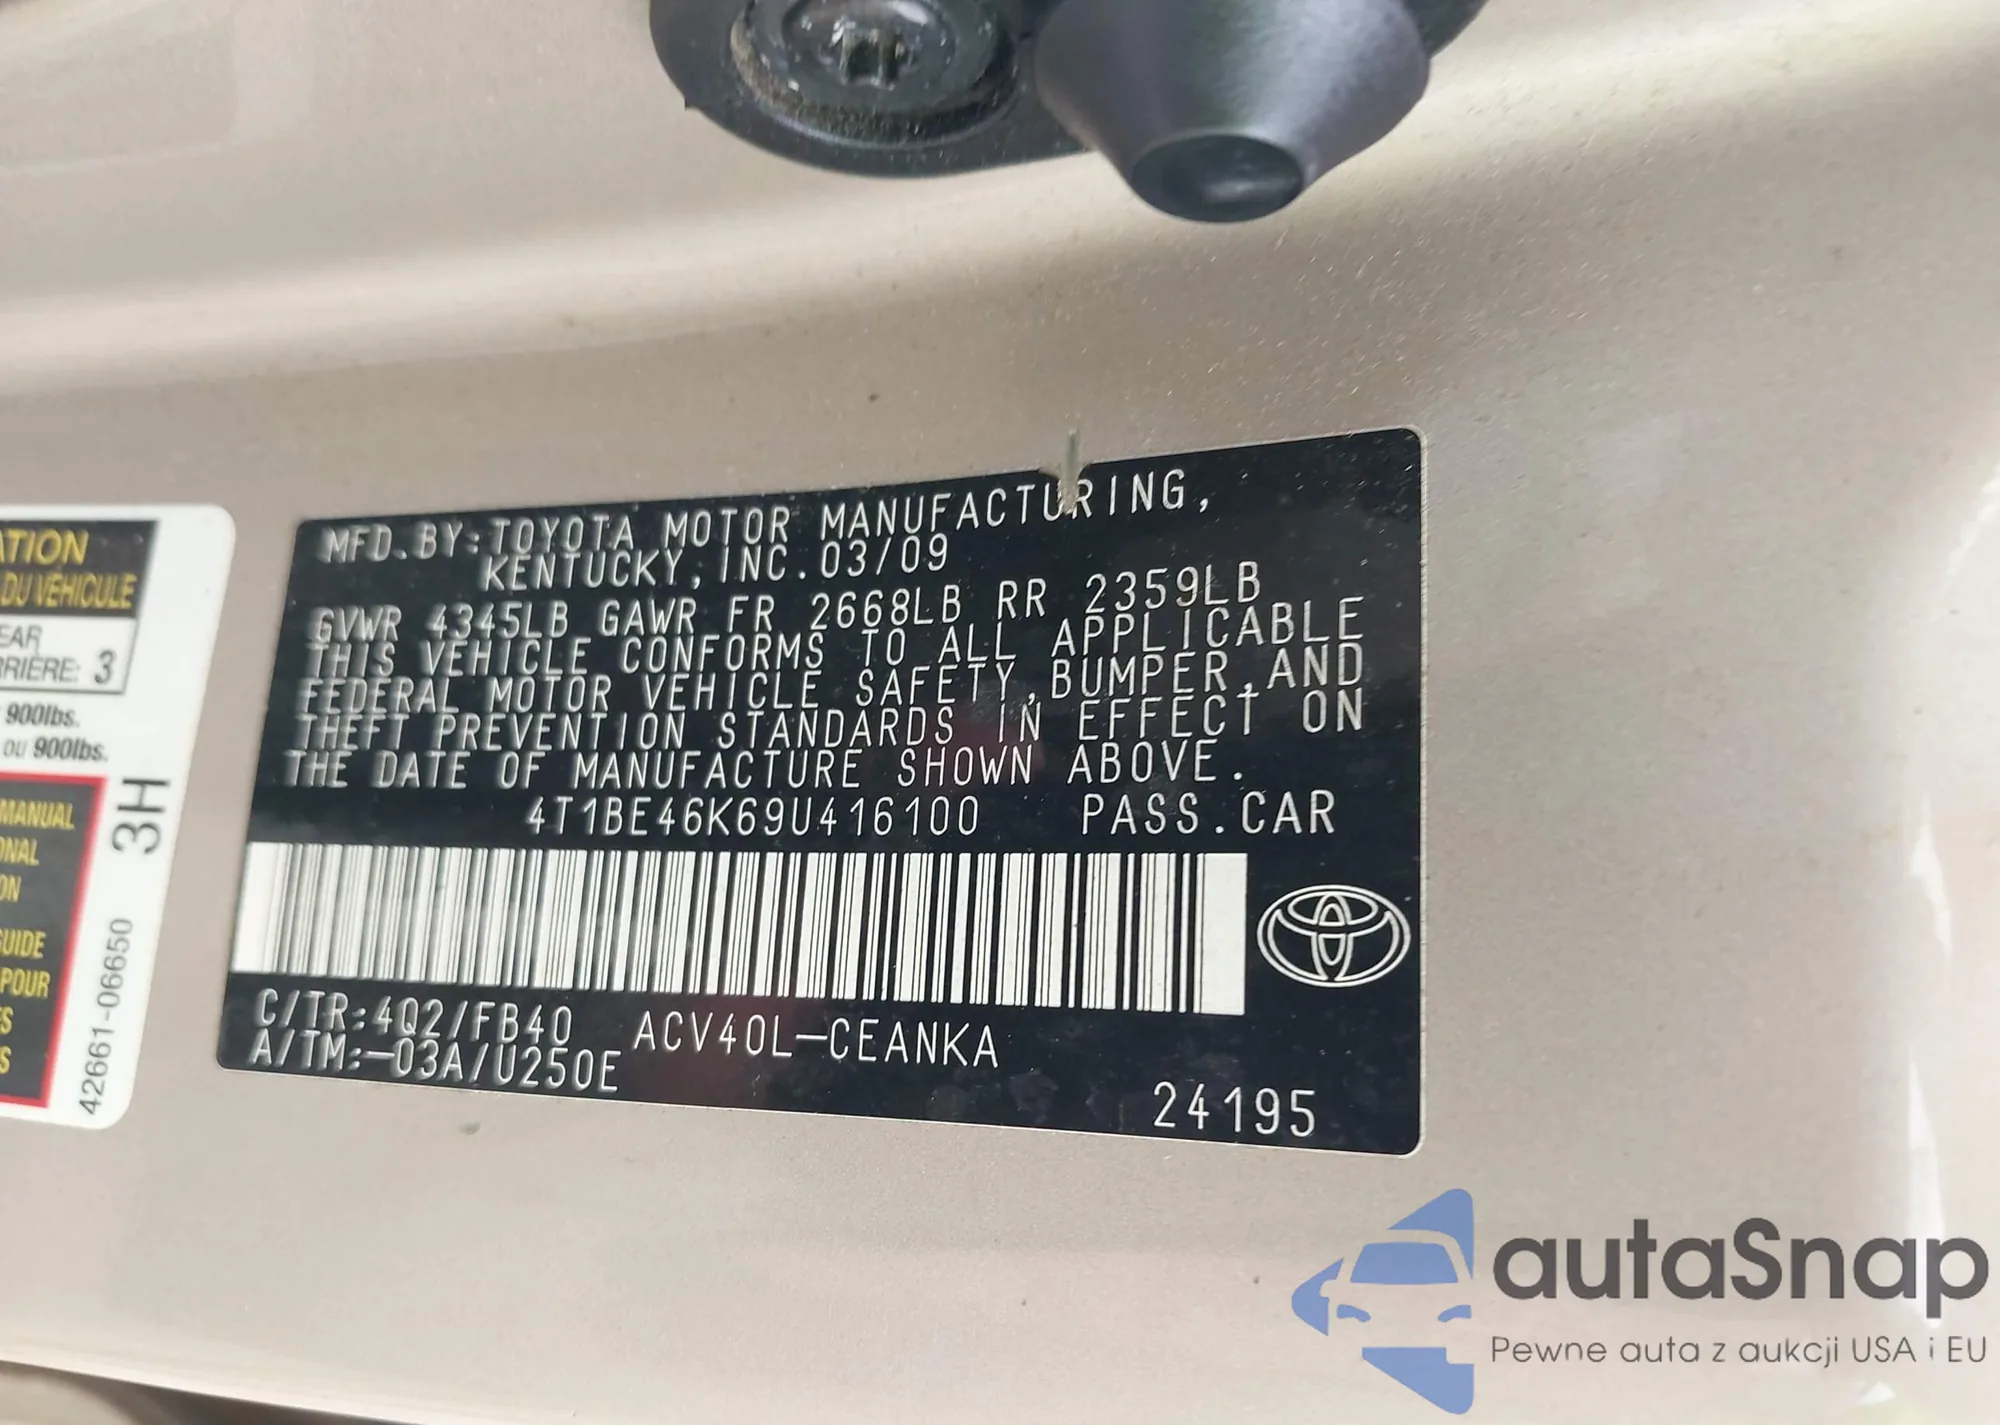 MFD.BY:TOYOTA MOTOR MANUFACTURING,
KENTUCKY,INC.03/09
GVWR 4345LB GAWR FR 2668LB RR 2359LB
THIS VEHICLE CONFORMS TO ALL APPLICABLE
FEDERAL MOTOR VEHICLE SAFETY,BUMPER,AND
THEFT PREVENTION STANDARDS IN EFFECT ON
THE DATE OF MANUFACTURE SHOWN ABOVE.
4T1BE46K69U416100 PASS.CAR
C/TR:4Q2/FB40 ACV40L-CEANKA
A/TM:-03A/U250E
24195
ATION
DU VÉHICULE
EAR
RRIÈRE: 3
900lbs.
ou 900lbs.
MANUAL
ONAL
ON
GUIDE
POUR
ES
S
3H
42661-06650
autaSnap
Pewne auta z aukcji USA i EU